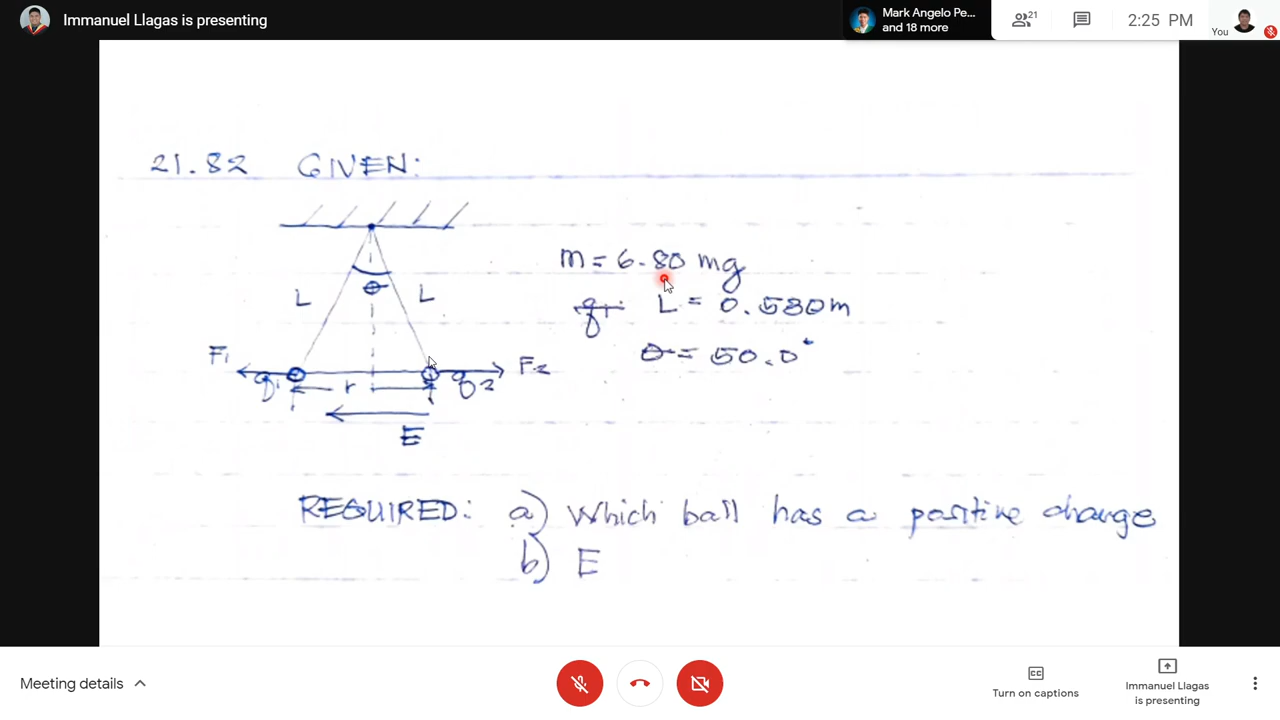 Immanuel Llagas is presenting
Mark Angelo Pe...
and 18 more
21
2:25 PM
You
21.82 GIVEN:
θ
L
L
m = 6.80 mg
L = 0.530m
θ = 50.0°
F1
q1
r
q2
F2
E
REQUIRED: a) Which ball has a positive charge
b) E
Meeting details
CC
Turn on captions
Immanuel Llagas
is presenting